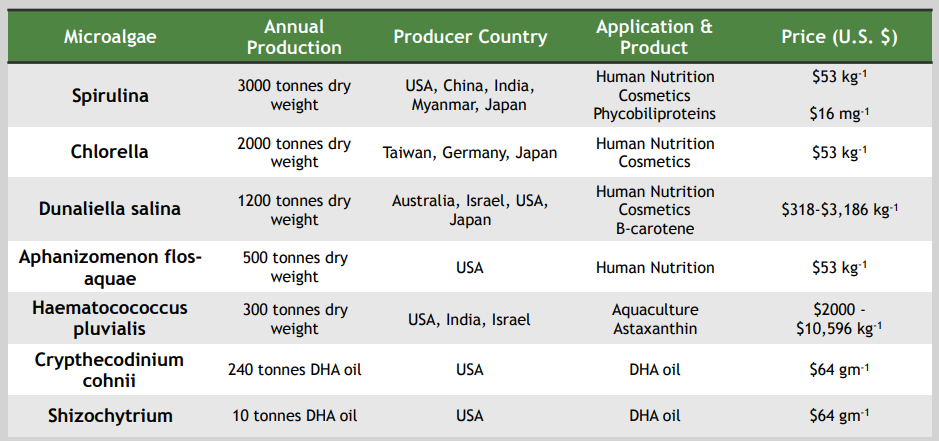 Microalgae Annual Production Producer Country Application & Product Price (U.S. $)
Spirulina 3000 tonnes dry weight USA, China, India, Myanmar, Japan Human Nutrition Cosmetics Phycobiliproteins $53 kg-1 $16 mg-1
Chlorella 2000 tonnes dry weight Taiwan, Germany, Japan Human Nutrition Cosmetics $53 kg-1
Dunaliella salina 1200 tonnes dry weight Australia, Israel, USA, Japan Human Nutrition Cosmetics B-carotene $318-$3,186 kg-1
Aphanizomenon flos-aquae 500 tonnes dry weight USA Human Nutrition $53 kg-1
Haematocococcus pluvialis 300 tonnes dry weight USA, India, Israel Aquaculture Astaxanthin $2000 - $10,596 kg-1
Crypthecodinium cohnii 240 tonnes DHA oil USA DHA oil $64 gm-1
Shizochytrium 10 tonnes DHA oil USA DHA oil $64 gm-1